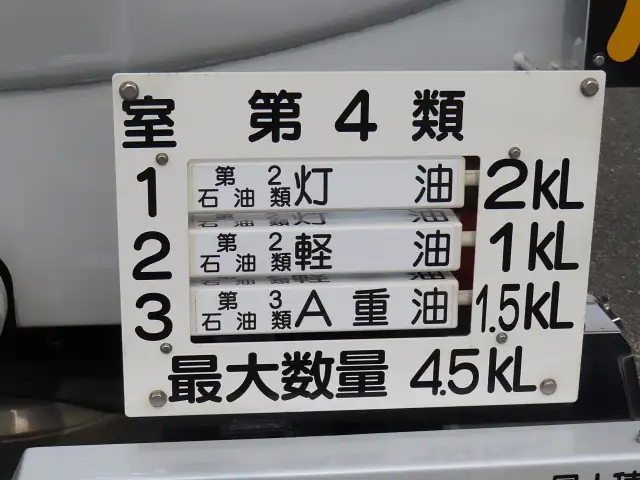 室 第4類
1 第2石油類 灯油 2kL
2 第2石油類 軽油 1kL
3 第3石油類 A重油 1.5kL
最大数量 4.5kL